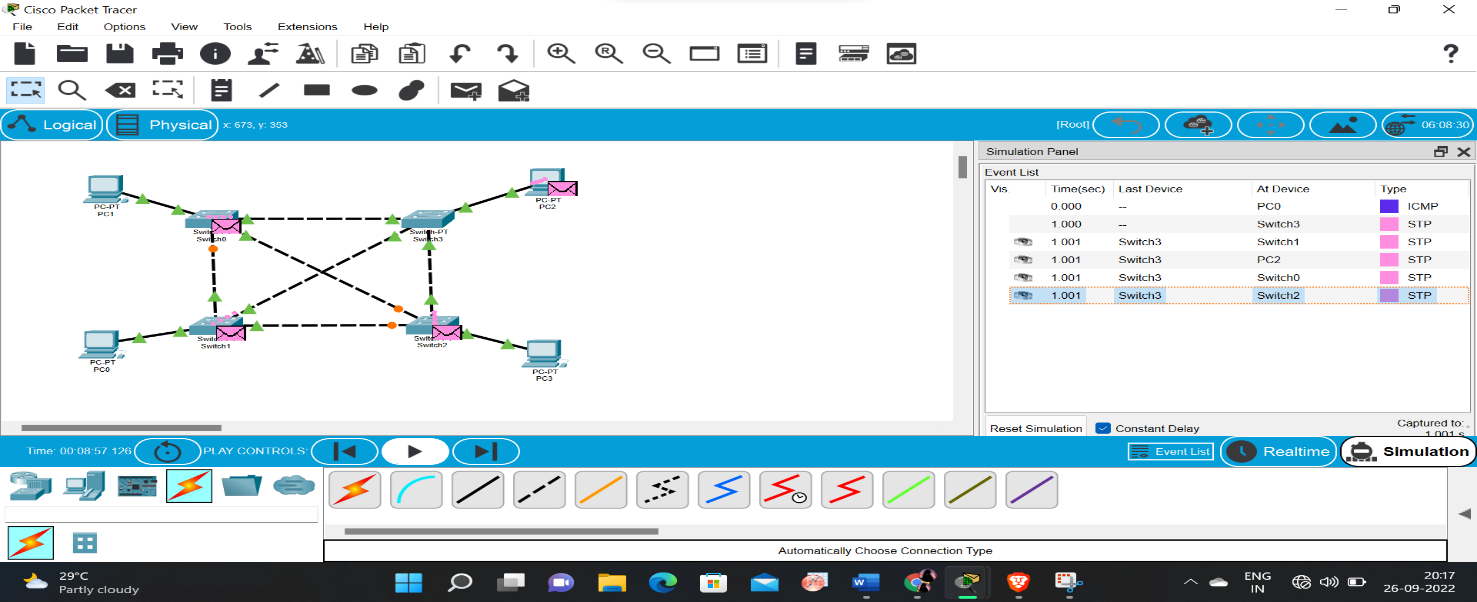 Cisco Packet Tracer
File Edit Options View Tools Extensions Help
?
Logical Physical x: 673, y: 353 [Root] 06:08:30
Simulation Panel
Event List
Vis. Time(sec) Last Device At Device Type
0.000 -- PC0 ICMP
1.000 -- Switch3 STP
1.001 Switch3 Switch1 STP
1.001 Switch3 PC2 STP
1.001 Switch3 Switch0 STP
1.001 Switch3 Switch2 STP
PC-PT
PC1
PC-PT
PC2
Switch0
Switch-PT
Switch3
Switch1
Switch2
PC-PT
PC0
PC-PT
PC3
Reset Simulation Constant Delay Captured to:
1.001 s
Time: 00:08:57.126 PLAY CONTROLS: Event List Realtime Simulation
Automatically Choose Connection Type
29°C
Partly cloudy
ENG
IN
20:17
26-09-2022